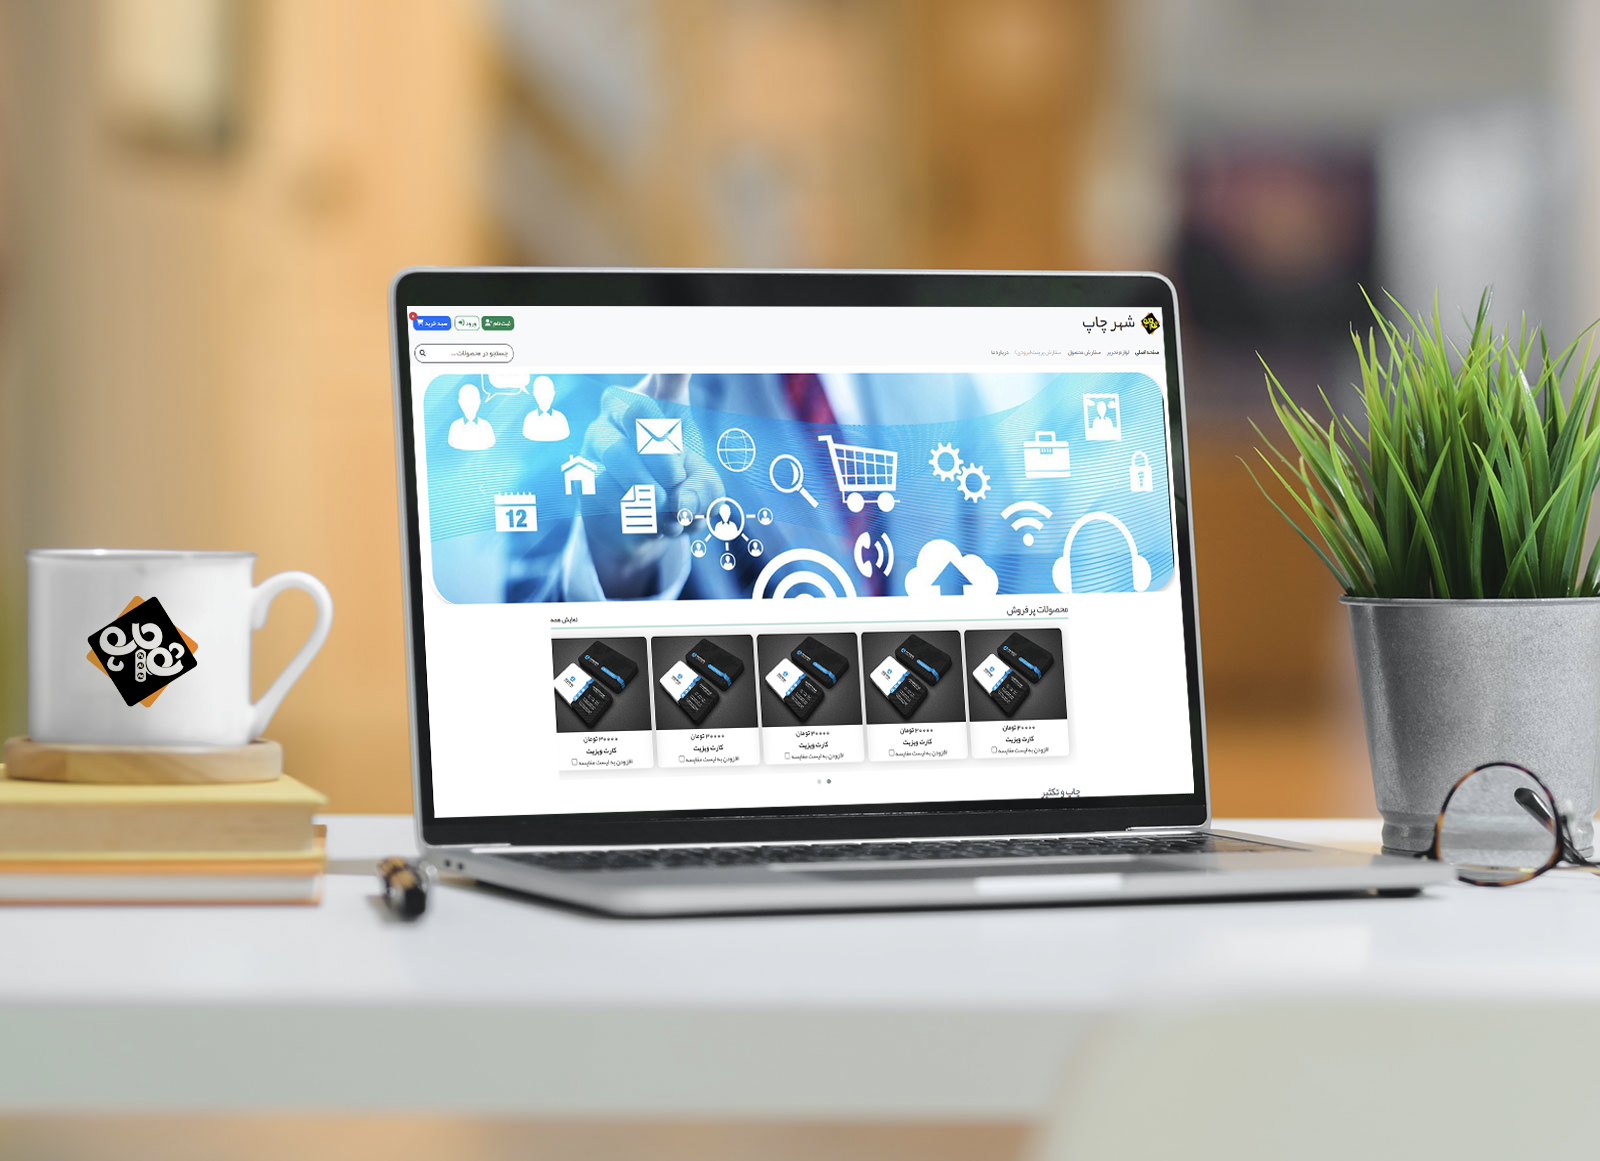 شهر چاپ
ثبت نام
ورود
سبد خرید
صفحه اصلی
لوازم تحریر
سفارش محصول
درباره ما
جستجو در محصولات...
12
محصولات پرفروش
نمایش همه
۲۰۰۰۰ تومان
کارت ویزیت
افزودن به لیست مقایسه
۲۰۰۰۰ تومان
کارت ویزیت
افزودن به لیست مقایسه
۲۰۰۰۰ تومان
کارت ویزیت
افزودن به لیست مقایسه
۲۰۰۰۰ تومان
کارت ویزیت
افزودن به لیست مقایسه
۲۰۰۰۰ تومان
کارت ویزیت
افزودن به لیست مقایسه
چاپ و تکثیر